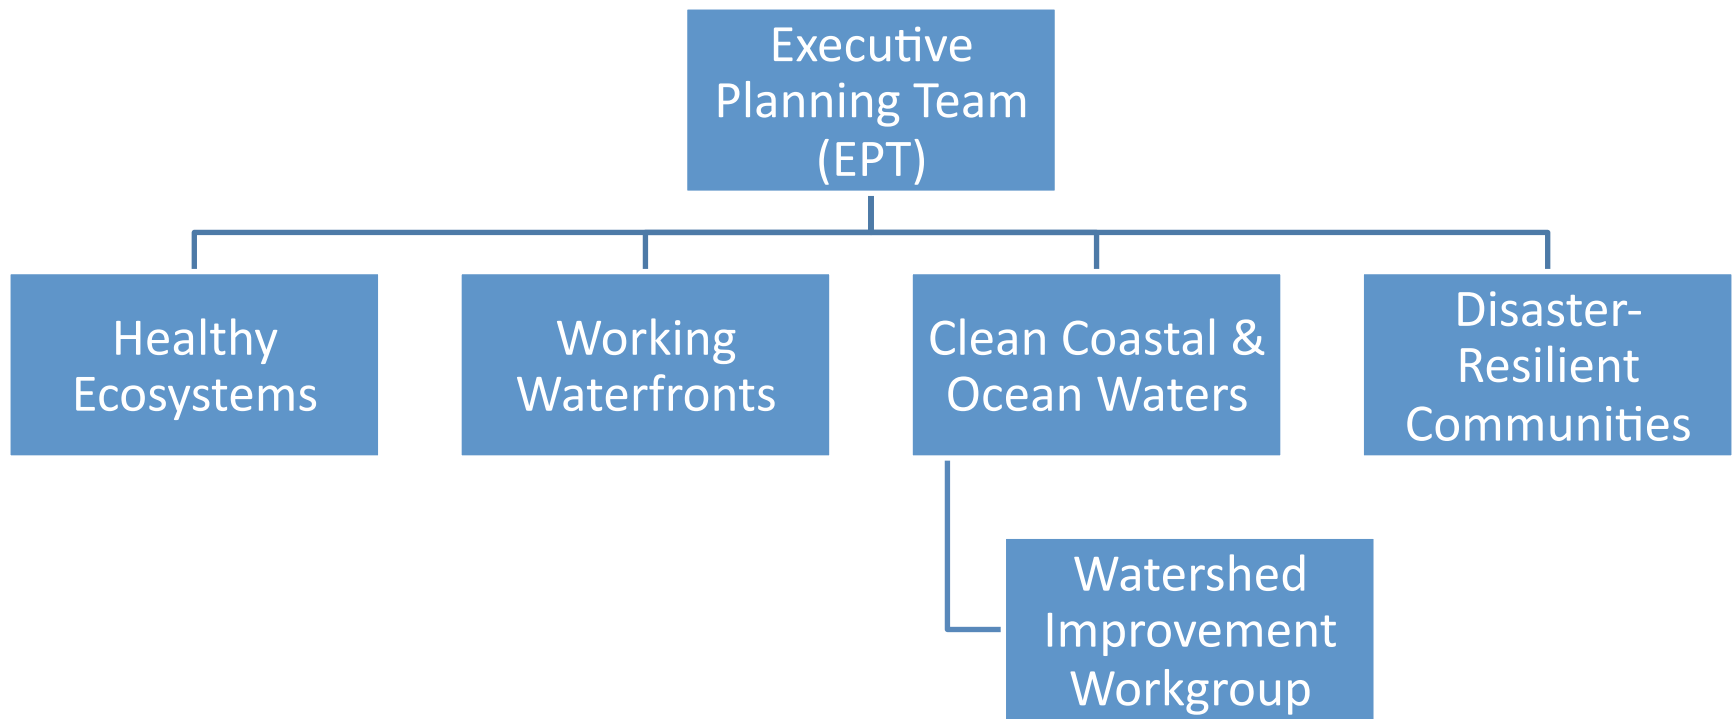 Executive
Planning Team
(EPT)
Healthy
Ecosystems
Working
Waterfronts
Clean Coastal &
Ocean Waters
Disaster-
Resilient
Communities
Watershed
Improvement
Workgroup